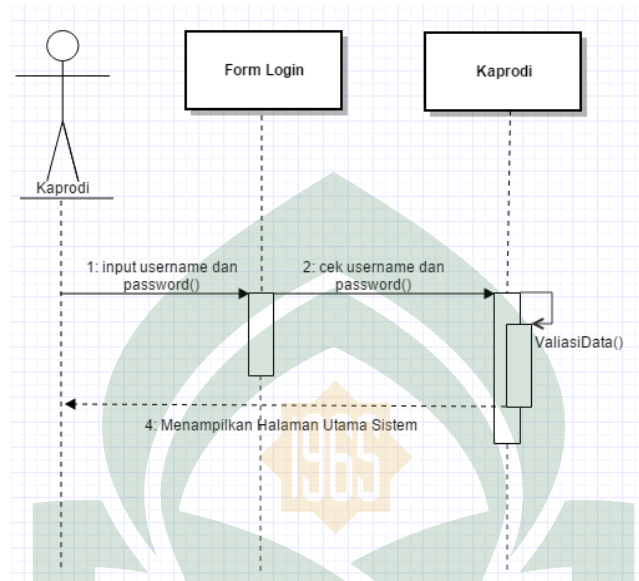 Form Login
Kaprodi
Kaprodi
1: input username dan
password()
2: cek username dan
password()
ValiasiData()
4: Menampilkan Halaman Utama Sistem
1965